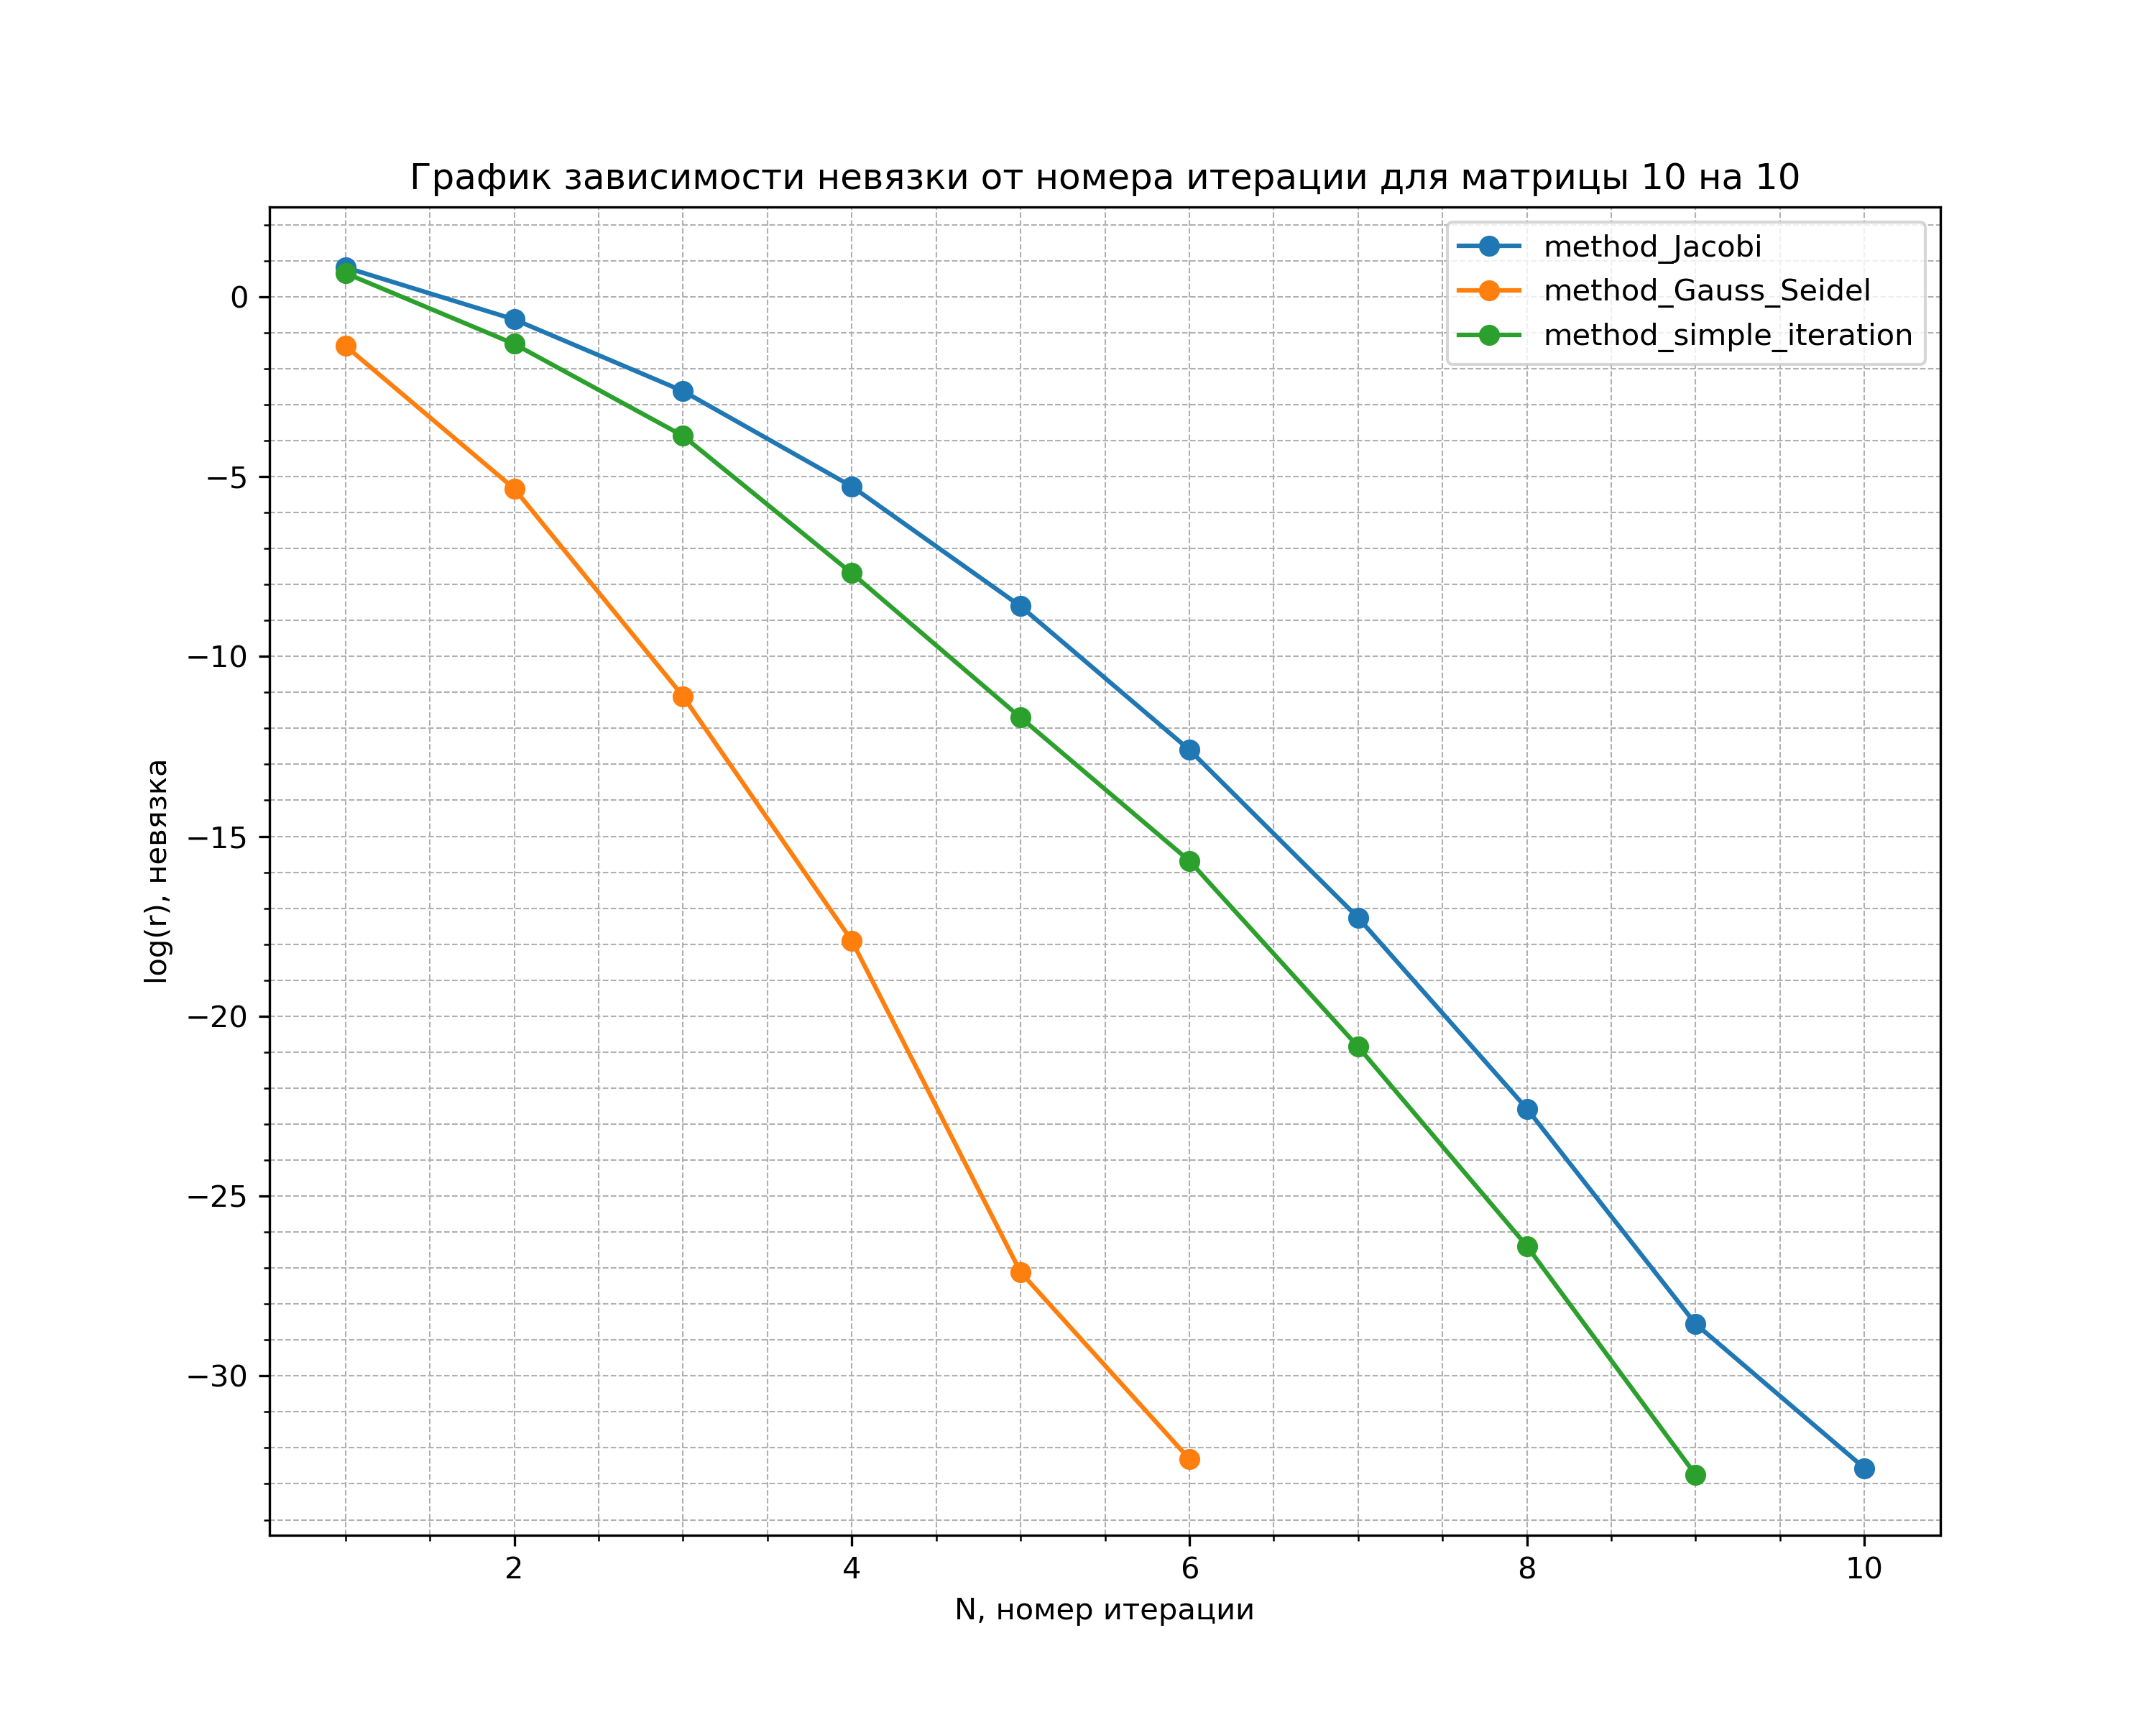 График зависимости невязки от номера итерации для матрицы 10 на 10
method_Jacobi
method_Gauss_Seidel
method_simple_iteration
log(r), невязка
0
−5
−10
−15
−20
−25
−30
2
4
6
8
10
N, номер итерации